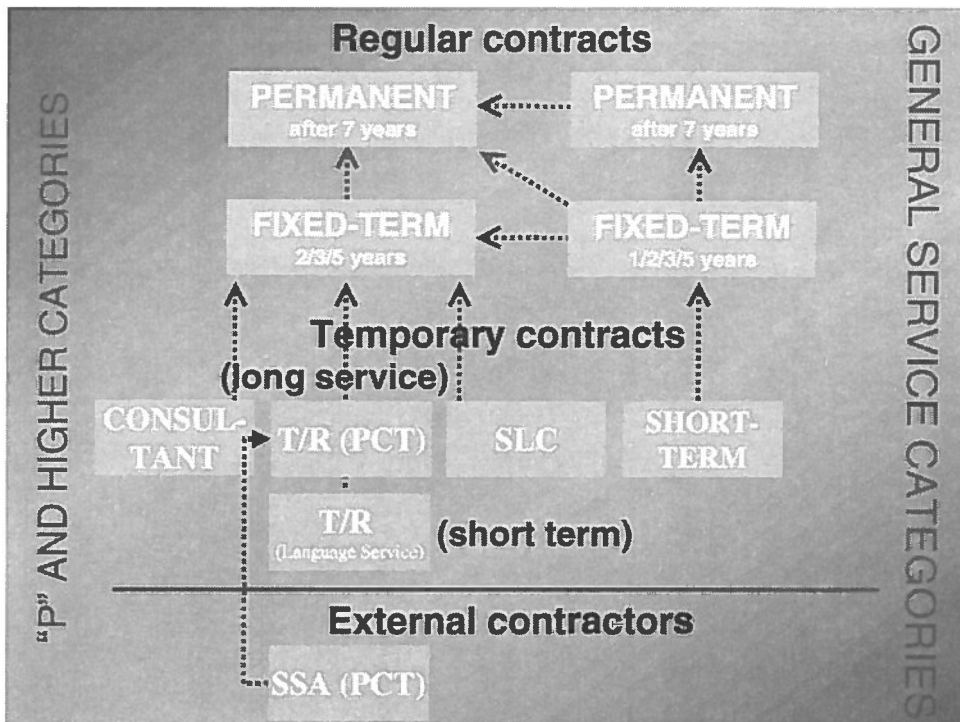 Regular contracts
"P" AND HIGHER CATEGORIES
GENERAL SERVICE CATEGORIES
PERMANENT
after 7 years
PERMANENT
after 7 years
FIXED-TERM
2/3/5 years
FIXED-TERM
1/2/3/5 years
Temporary contracts
(long service)
CONSUL-
TANT
T/R (PCT)
SLC
SHORT-
TERM
T/R
(Language Service)
(short term)
External contractors
SSA (PCT)